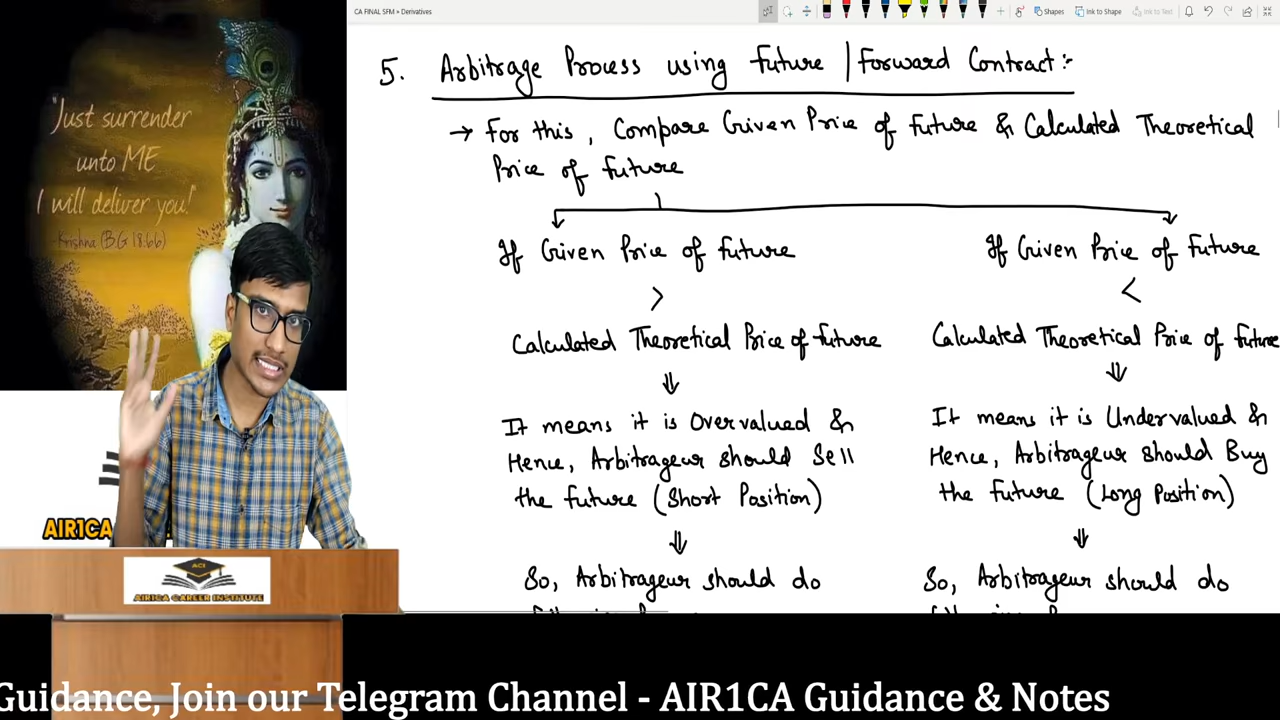 CA FINAL SFM » Derivatives
Shapes
Ink to Shape
Ink to Text
"Just surrender
unto ME
I will deliver you!"
- Krishna (BG 18:66)
5. Arbitrage Process using Future | Forward Contract :-
→ For this, Compare Given Price of Future & Calculated Theoretical
Price of Future
If Given Price of Future
>
Calculated Theoretical Price of Future
⇓
It means it is Overvalued &
Hence, Arbitrageur should Sell
the Future (Short Position)
⇓
So, Arbitrageur should do
If Given Price of Future
<
Calculated Theoretical Price of Future
⇓
It means it is Undervalued &
Hence, Arbitrageur should Buy
the Future (Long Position)
⇓
So, Arbitrageur should do
AIR1CA
ACI
AIR1CA CAREER INSTITUTE
Guidance, Join our Telegram Channel - AIR1CA Guidance & Notes